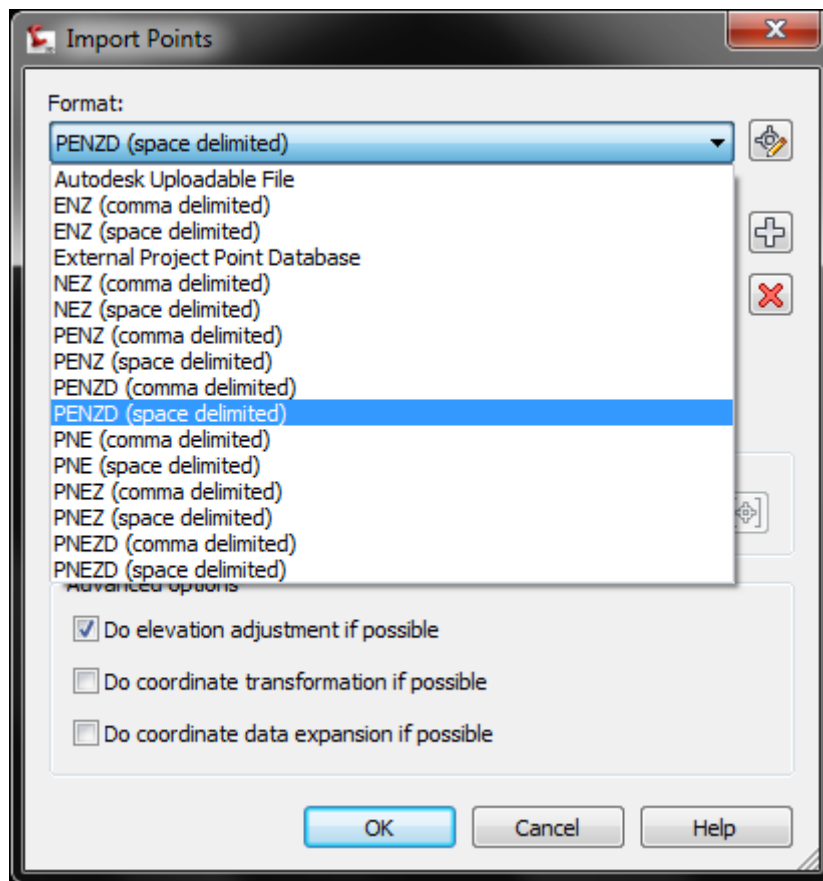 Import Points
Format:
PENZD (space delimited)
Autodesk Uploadable File
ENZ (comma delimited)
ENZ (space delimited)
External Project Point Database
NEZ (comma delimited)
NEZ (space delimited)
PENZ (comma delimited)
PENZ (space delimited)
PENZD (comma delimited)
PENZD (space delimited)
PNE (comma delimited)
PNE (space delimited)
PNEZ (comma delimited)
PNEZ (space delimited)
PNEZD (comma delimited)
PNEZD (space delimited)
Advanced options
Do elevation adjustment if possible
Do coordinate transformation if possible
Do coordinate data expansion if possible
OK Cancel Help